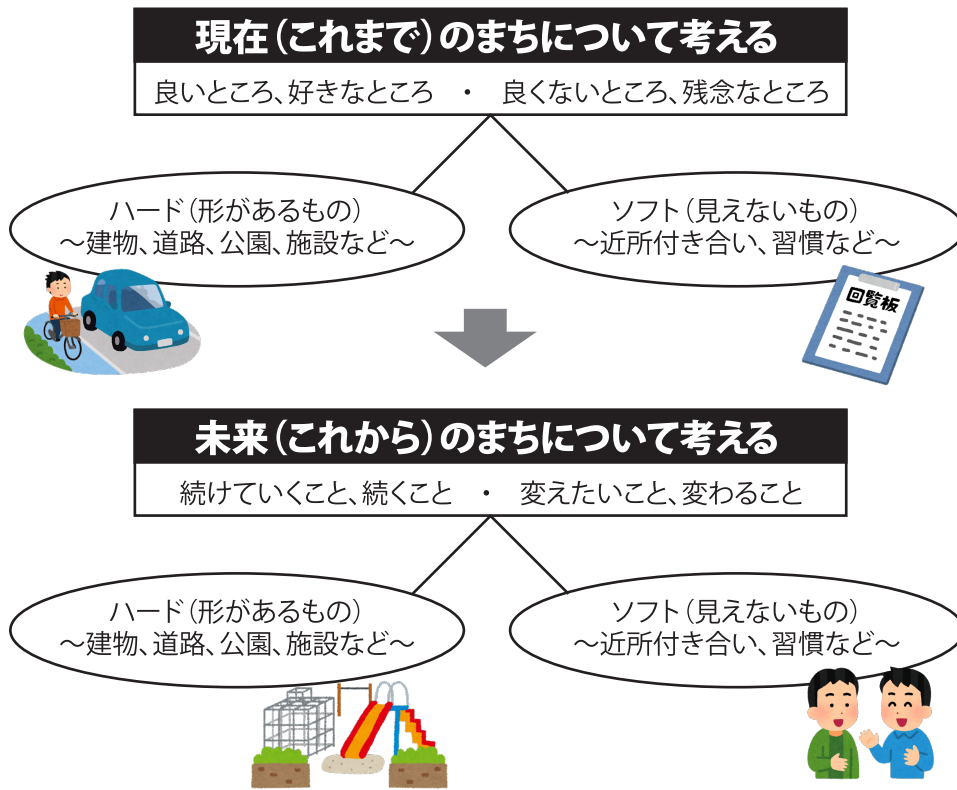 現在（これまで）のまちについて考える
良いところ、好きなところ　・　良くないところ、残念なところ
ハード（形があるもの）
～建物、道路、公園、施設など～
ソフト（見えないもの）
～近所付き合い、習慣など～
回覧板
未来（これから）のまちについて考える
続けていくこと、続くこと　・　変えたいこと、変わること
ハード（形があるもの）
～建物、道路、公園、施設など～
ソフト（見えないもの）
～近所付き合い、習慣など～